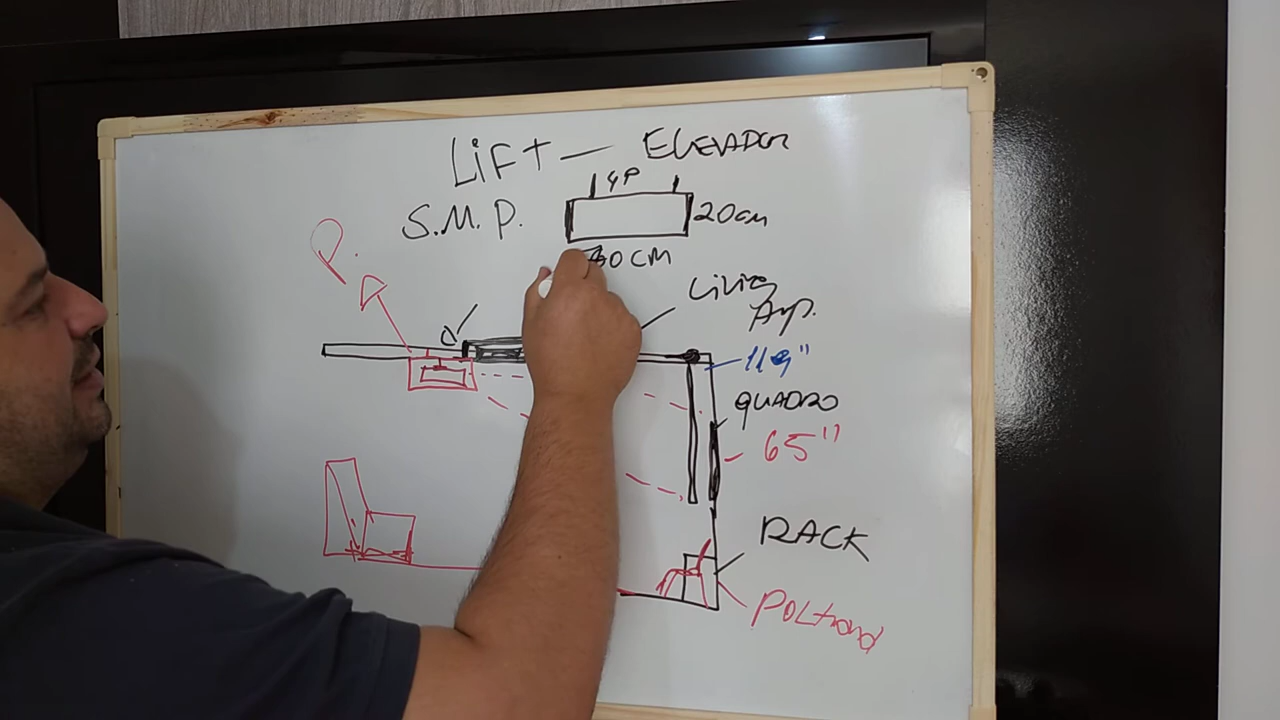 LIFT — ELEVADOR
4P
S.M.P.
20cm
P.
Living
Amp.
119"
QUADRO
65"
RACK
POLTRONA